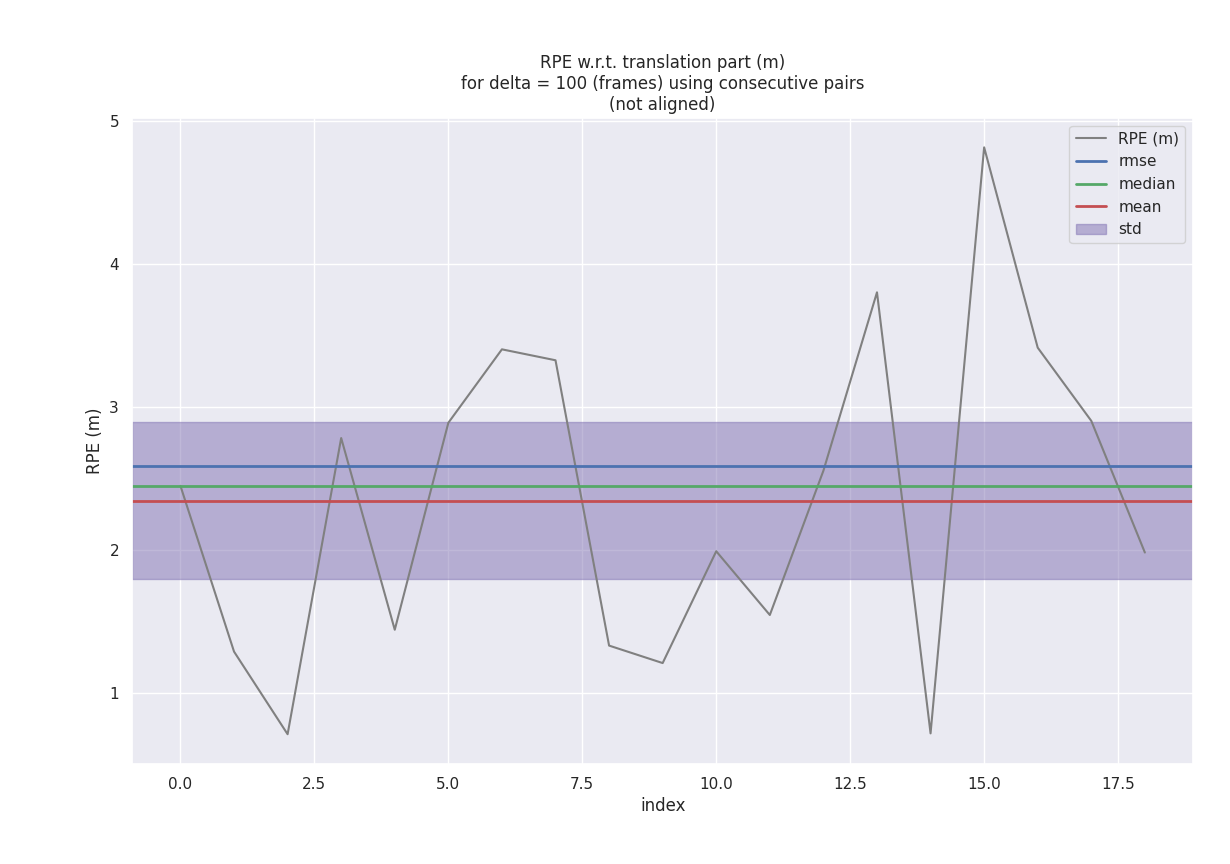 RPE w.r.t. translation part (m)
for delta = 100 (frames) using consecutive pairs
(not aligned)
RPE (m)
rmse
median
mean
std
5
4
3
2
1
RPE (m)
0.0 2.5 5.0 7.5 10.0 12.5 15.0 17.5
index